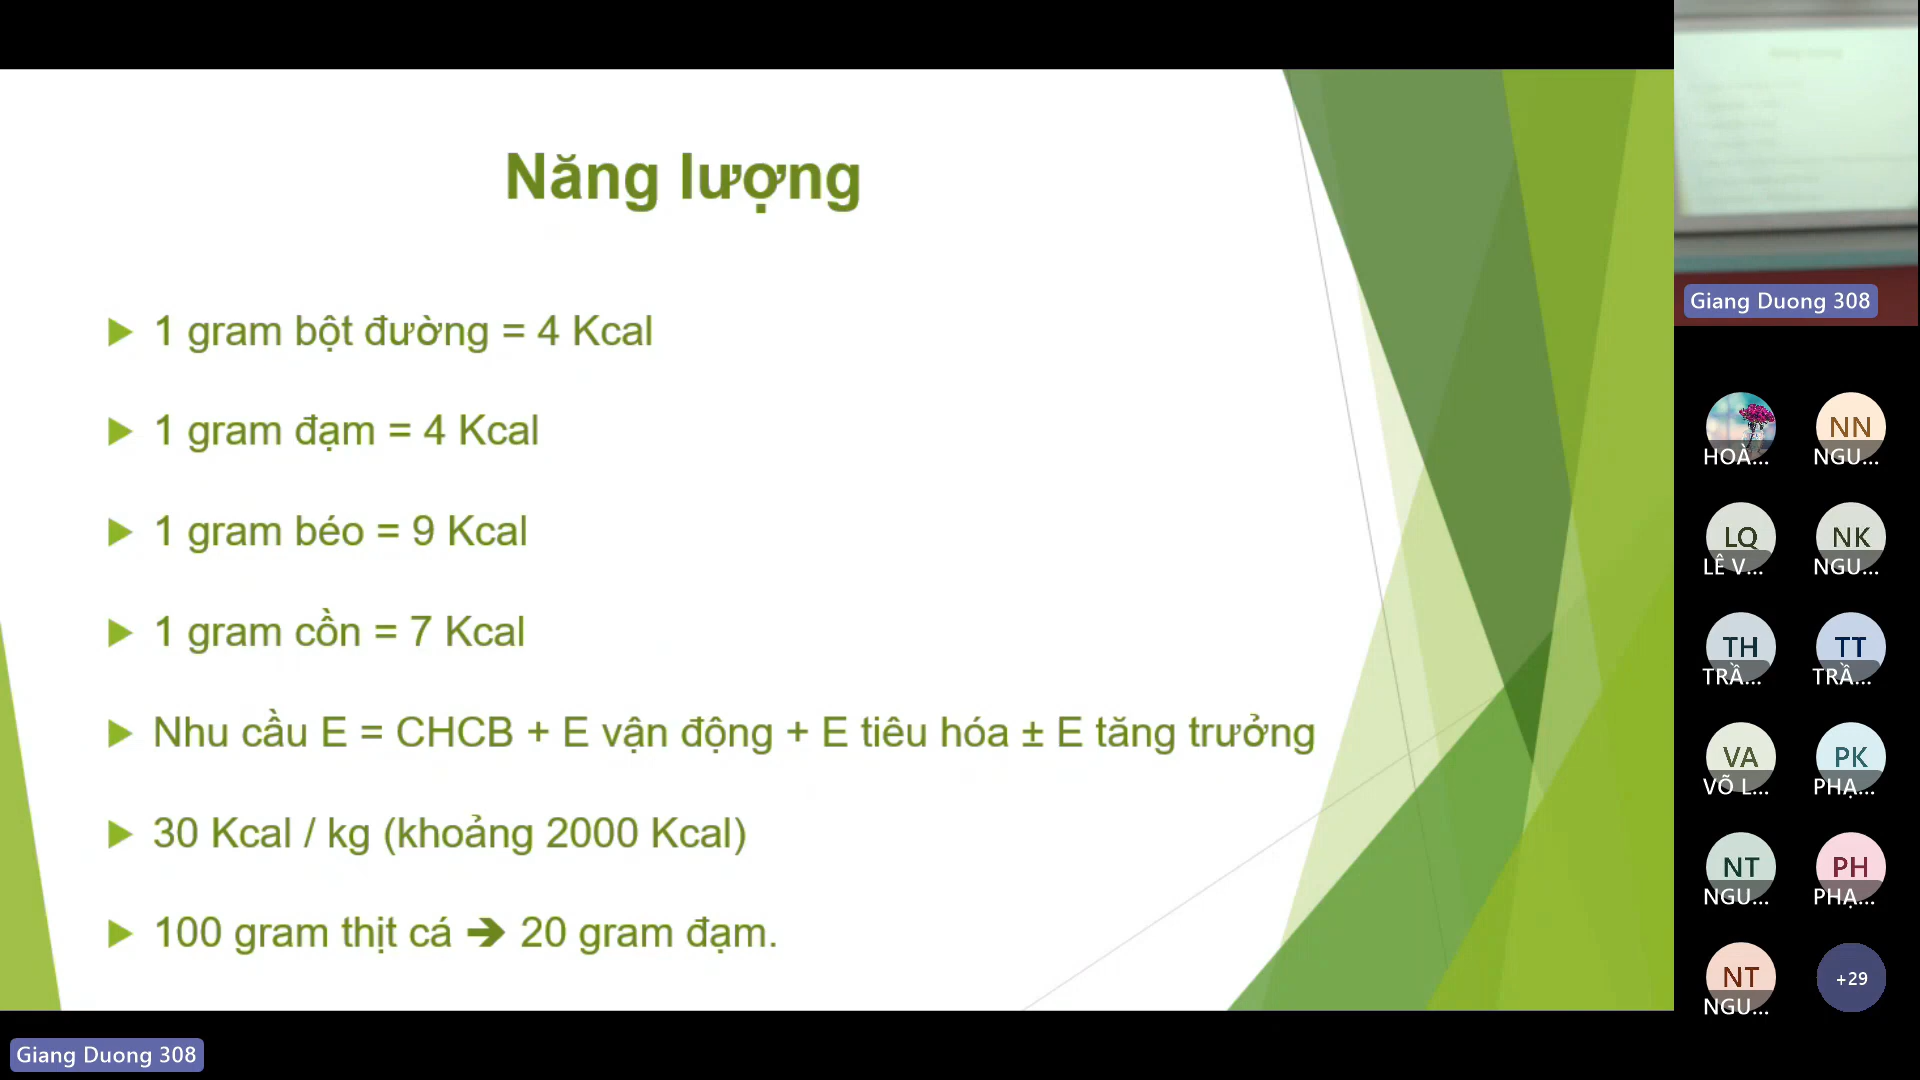 Năng lượng
1 gram bột đường = 4 Kcal
1 gram đạm = 4 Kcal
1 gram béo = 9 Kcal
1 gram cồn = 7 Kcal
Nhu cầu E = CHCB + E vận động + E tiêu hóa ± E tăng trưởng
30 Kcal / kg (khoảng 2000 Kcal)
100 gram thịt cá ➔ 20 gram đạm.
Giang Duong 308
Giang Duong 308
HOÀ...
NN
NGU...
LQ
LÊ V...
NK
NGU...
TH
TRẦ...
TT
TRẦ...
VA
VÕ L...
PK
PHẠ...
NT
NGU...
PH
PHẠ...
NT
NGU...
+29